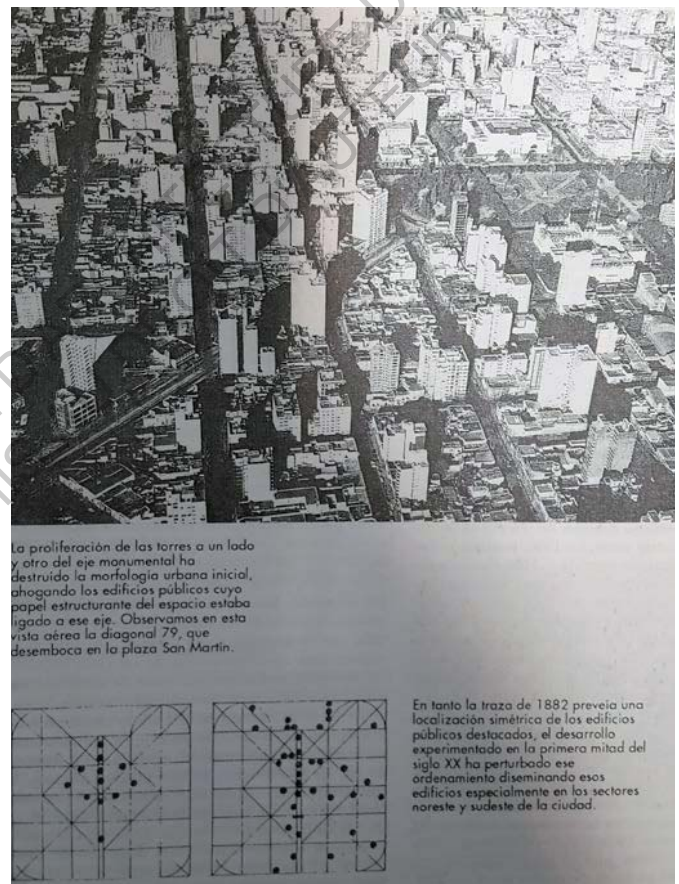 La proliferación de las torres a un lado
y otro del eje monumental ha
destruído la morfología urbana inicial,
ahogando los edificios públicos cuyo
papel estructurante del espacio estaba
ligado a ese eje. Observamos en esta
vista aérea la diagonal 79, que
desemboca en la plaza San Martín.
En tanto la traza de 1882 preveía una
localización simétrica de los edificios
públicos destacados, el desarrollo
experimentado en la primera mitad del
siglo XX ha perturbado ese
ordenamiento diseminando esos
edificios especialmente en los sectores
noreste y sudeste de la ciudad.